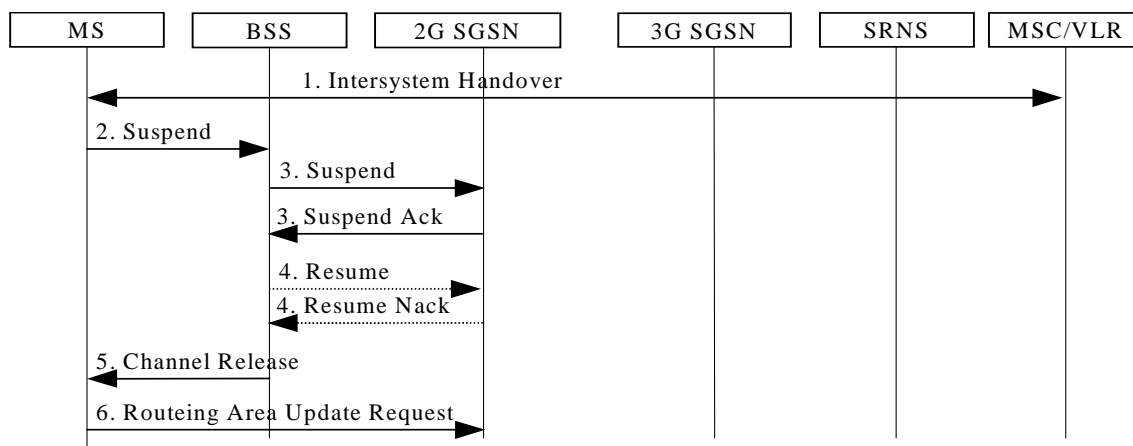 MS
BSS
2G SGSN
3G SGSN
SRNS
MSC/VLR
1. Intersystem Handover
2. Suspend
3. Suspend
3. Suspend Ack
4. Resume
4. Resume Nack
5. Channel Release
6. Routeing Area Update Request